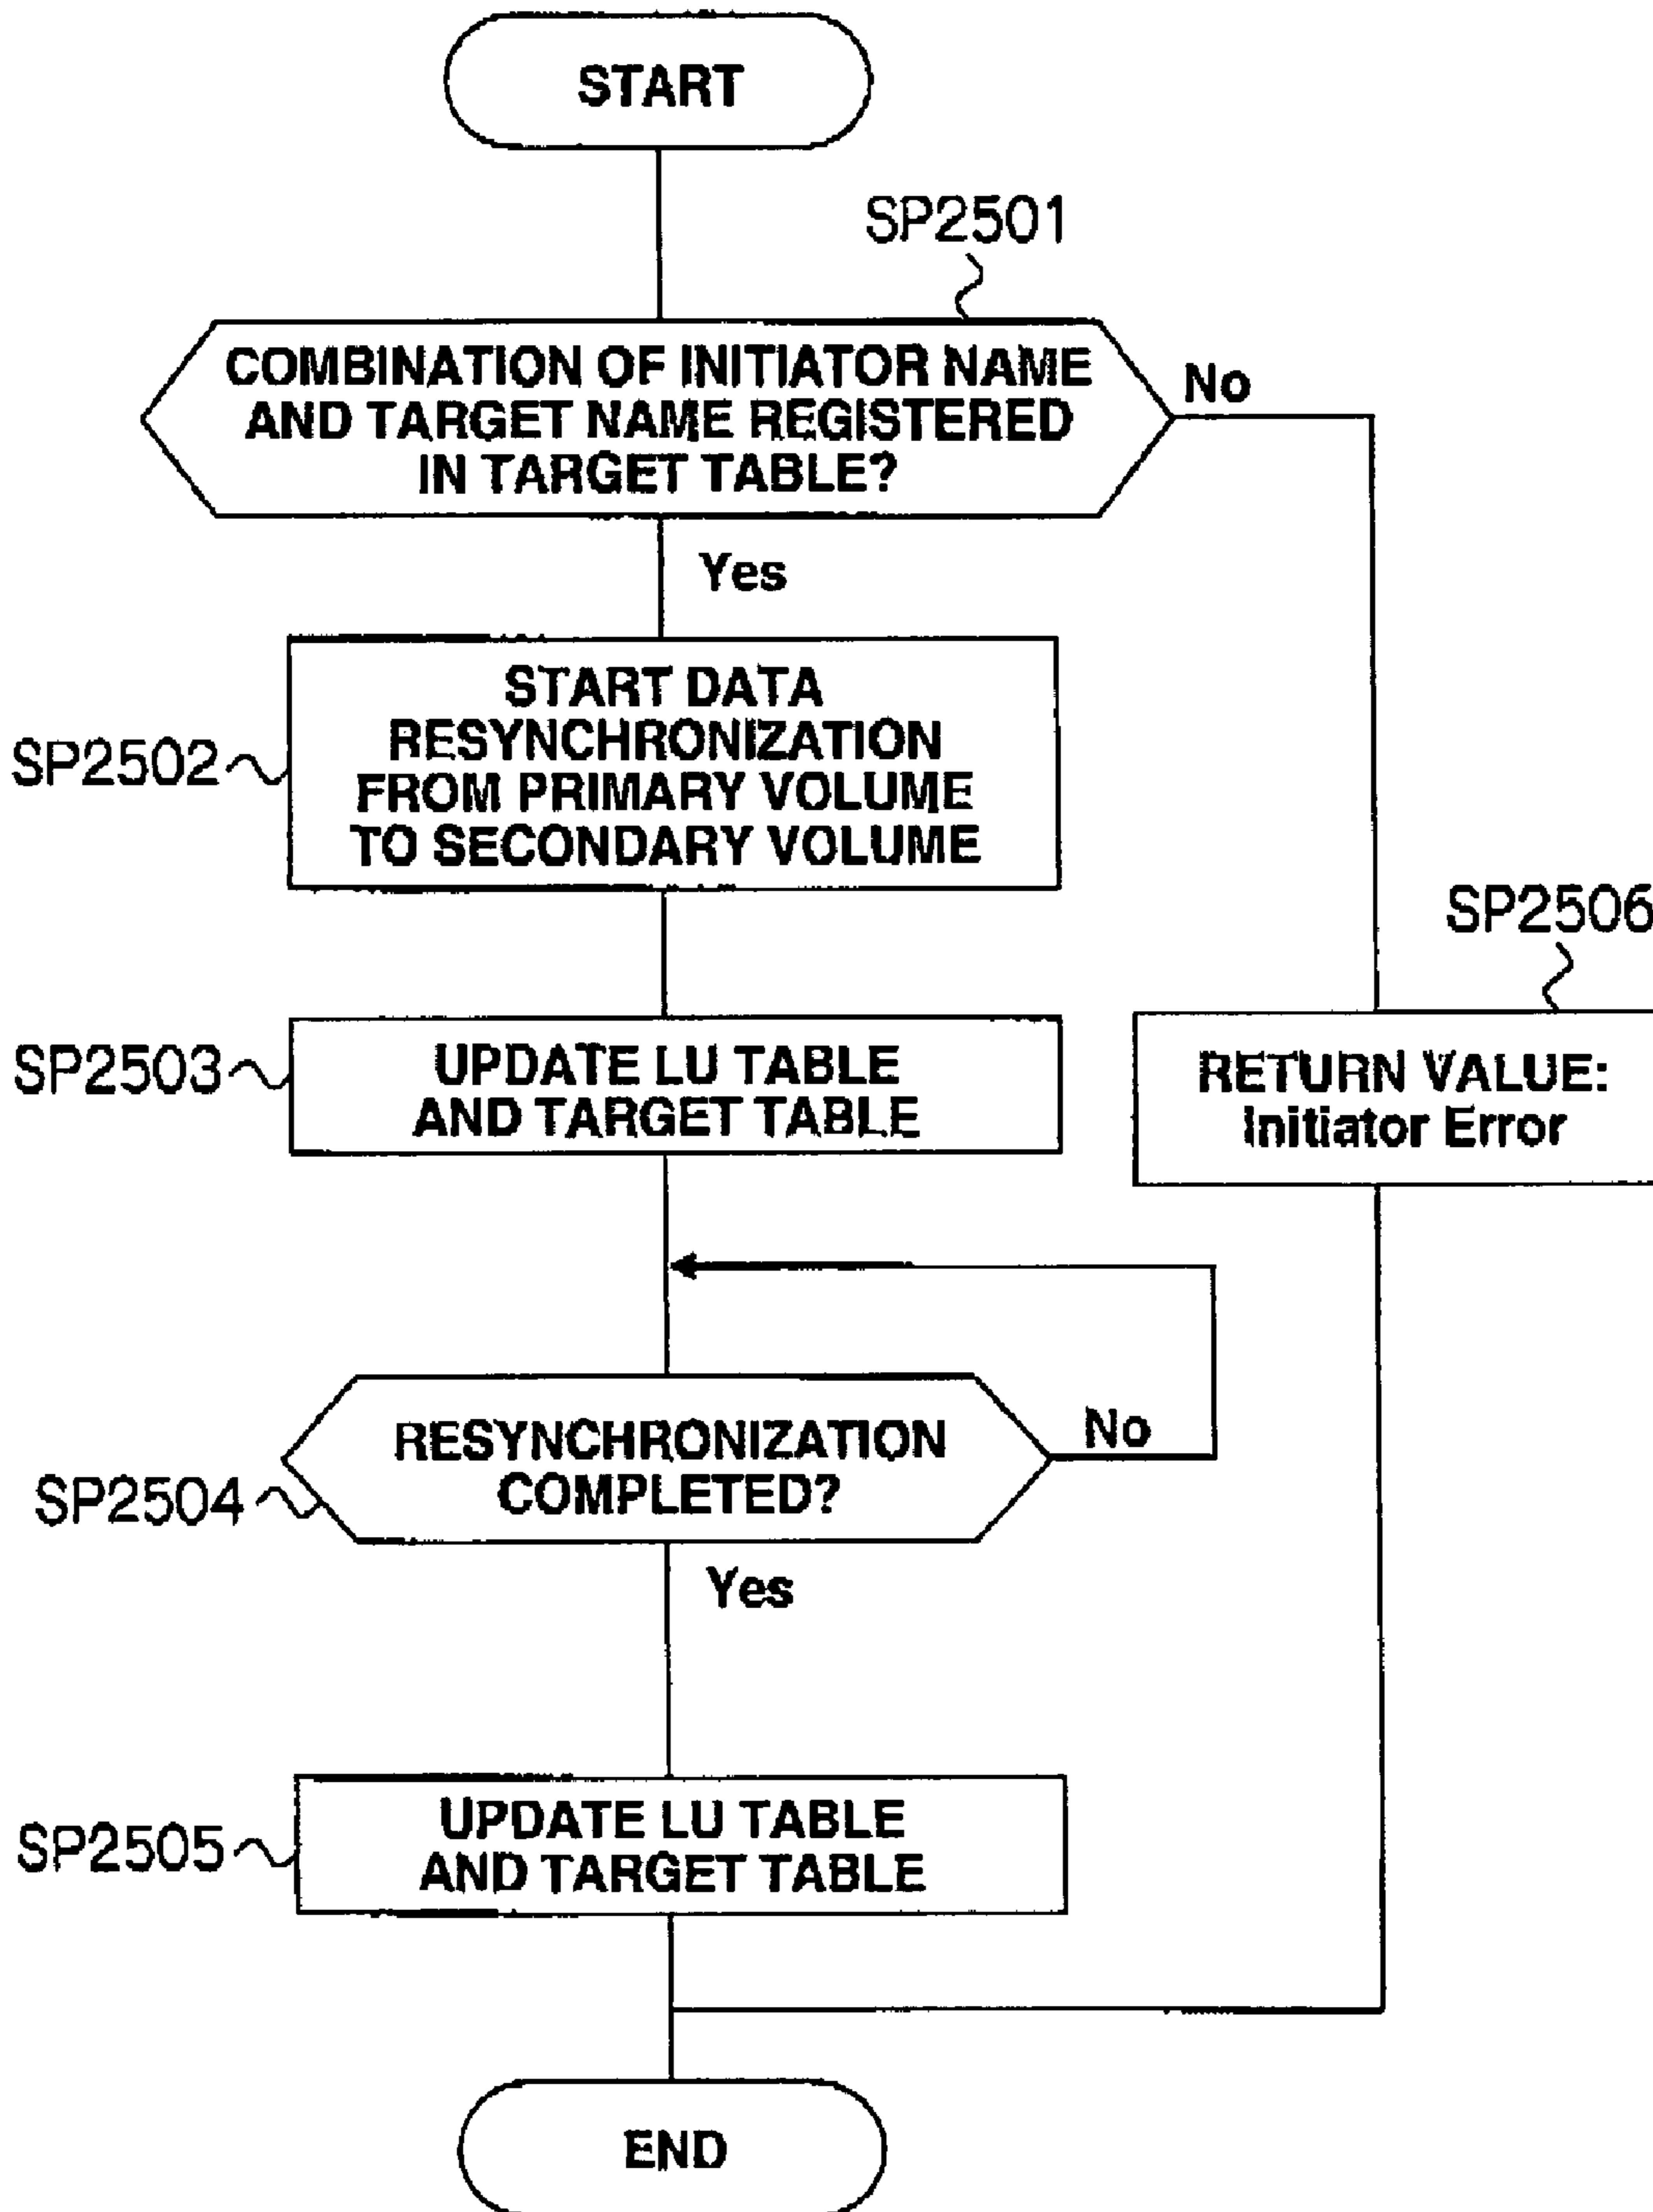 START
SP2501
COMBINATION OF INITIATOR NAME
AND TARGET NAME REGISTERED
IN TARGET TABLE?
No
Yes
SP2502
START DATA
RESYNCHRONIZATION
FROM PRIMARY VOLUME
TO SECONDARY VOLUME
SP2506
SP2503
UPDATE LU TABLE
AND TARGET TABLE
RETURN VALUE:
Initiator Error
SP2504
RESYNCHRONIZATION
COMPLETED?
No
Yes
SP2505
UPDATE LU TABLE
AND TARGET TABLE
END